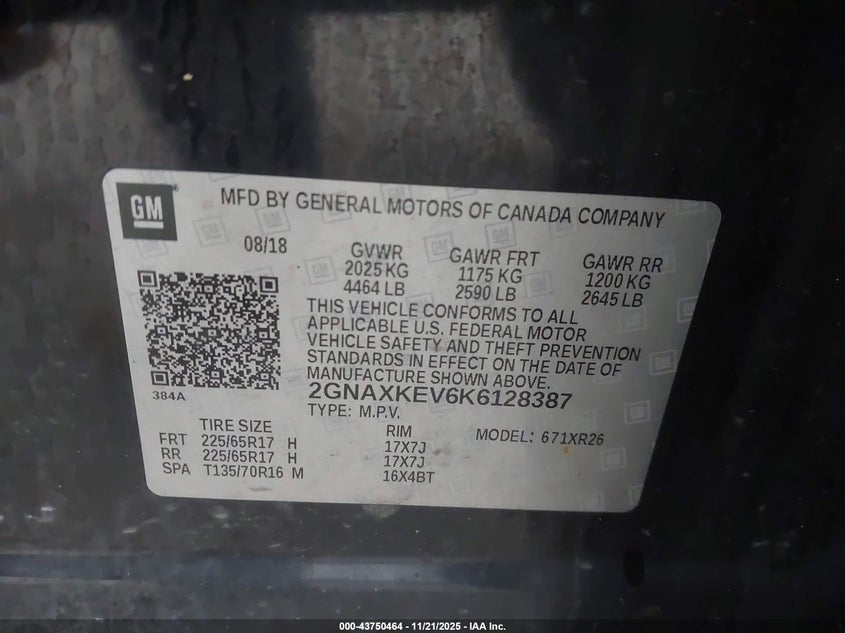 GM
MFD BY GENERAL MOTORS OF CANADA COMPANY
08/18
GVWR
2025 KG
4464 LB
GAWR FRT
1175 KG
2590 LB
GAWR RR
1200 KG
2645 LB
THIS VEHICLE CONFORMS TO ALL
APPLICABLE U.S. FEDERAL MOTOR
VEHICLE SAFETY AND THEFT PREVENTION
STANDARDS IN EFFECT ON THE DATE OF
MANUFACTURE SHOWN ABOVE.
384A
2GNAXKEV6K6128387
TYPE: M.P.V.
TIRE SIZE RIM MODEL: 671XR26
FRT 225/65R17 H 17X7J
RR 225/65R17 H 17X7J
SPA T135/70R16 M 16X4BT
000-43750464 - 11/21/2025 - IAA Inc.